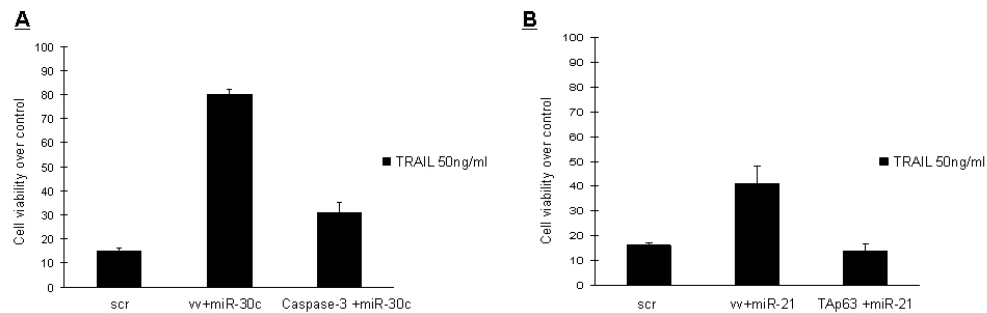 A
Cell viability over control
100
90
80
70
60
50
40
30
20
10
0
scr
vv+miR-30c
Caspase-3 +miR-30c
TRAIL 50ng/ml
B
Cell viability over control
100
90
80
70
60
50
40
30
20
10
0
scr
vv+miR-21
TAp63 +miR-21
TRAIL 50ng/ml